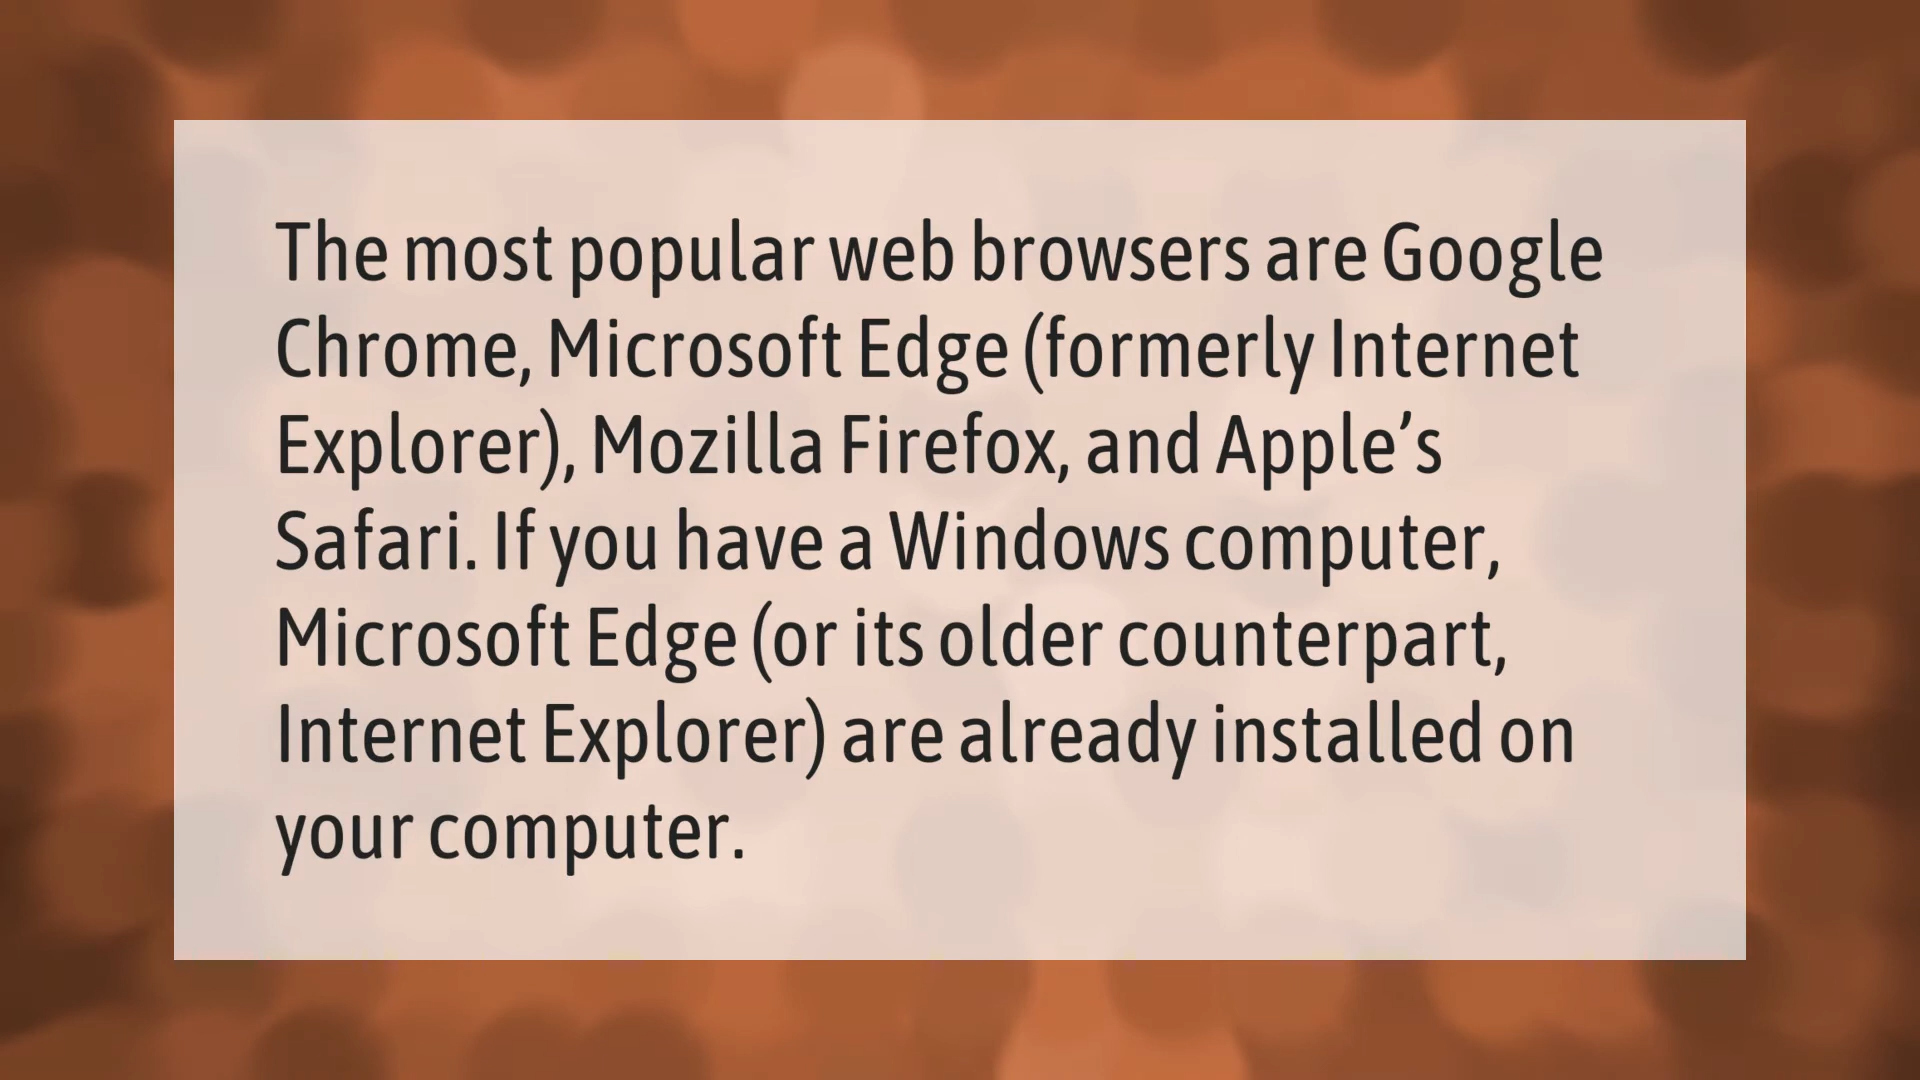 The most popular web browsers are Google
Chrome, Microsoft Edge (formerly Internet
Explorer), Mozilla Firefox, and Apple’s
Safari. If you have a Windows computer,
Microsoft Edge (or its older counterpart,
Internet Explorer) are already installed on
your computer.